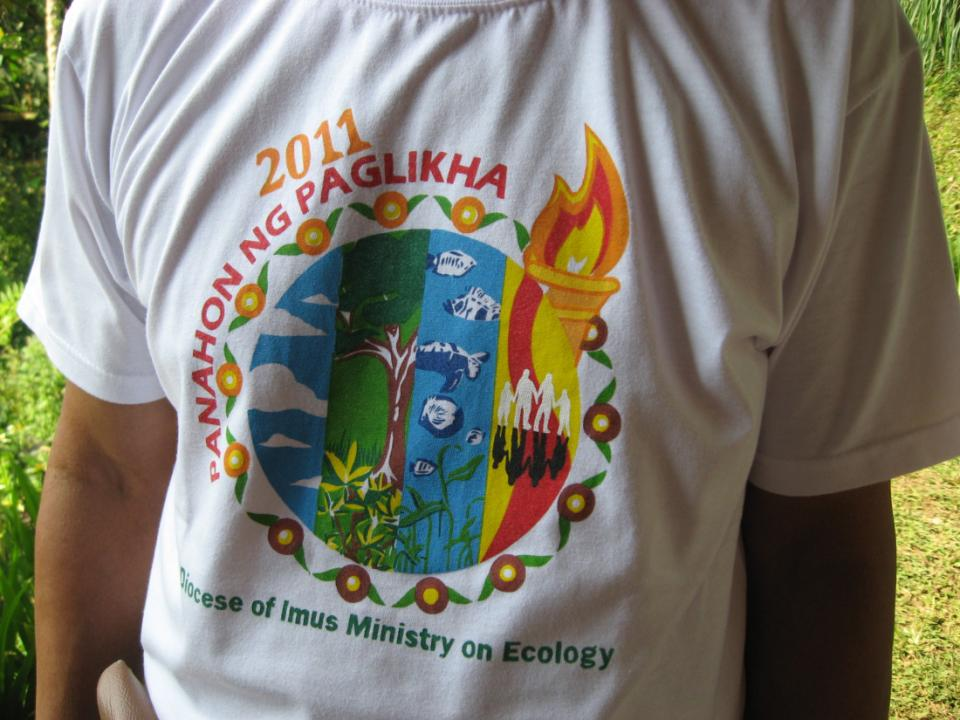 2011
PANAHON NG PAGLIKHA
Diocese of Imus Ministry on Ecology